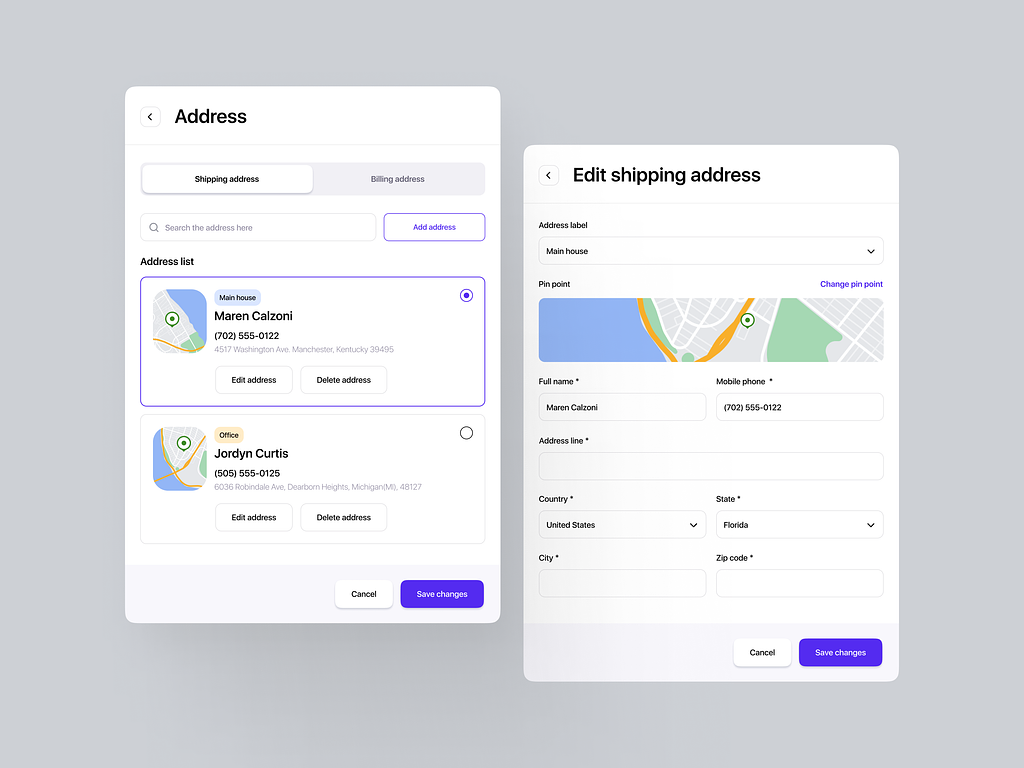 Address
Shipping address
Billing address
Search the address here
Add address
Address list
Main house
Maren Calzoni
(702) 555-0122
4517 Washington Ave. Manchester, Kentucky 39495
Edit address
Delete address
Office
Jordyn Curtis
(505) 555-0125
6036 Robindale Ave, Dearborn Heights, Michigan(MI), 48127
Edit address
Delete address
Cancel
Save changes
Edit shipping address
Address label
Main house
Pin point
Change pin point
Full name *
Mobile phone *
Maren Calzoni
(702) 555-0122
Address line *
Country *
State *
United States
Florida
City *
Zip code *
Cancel
Save changes